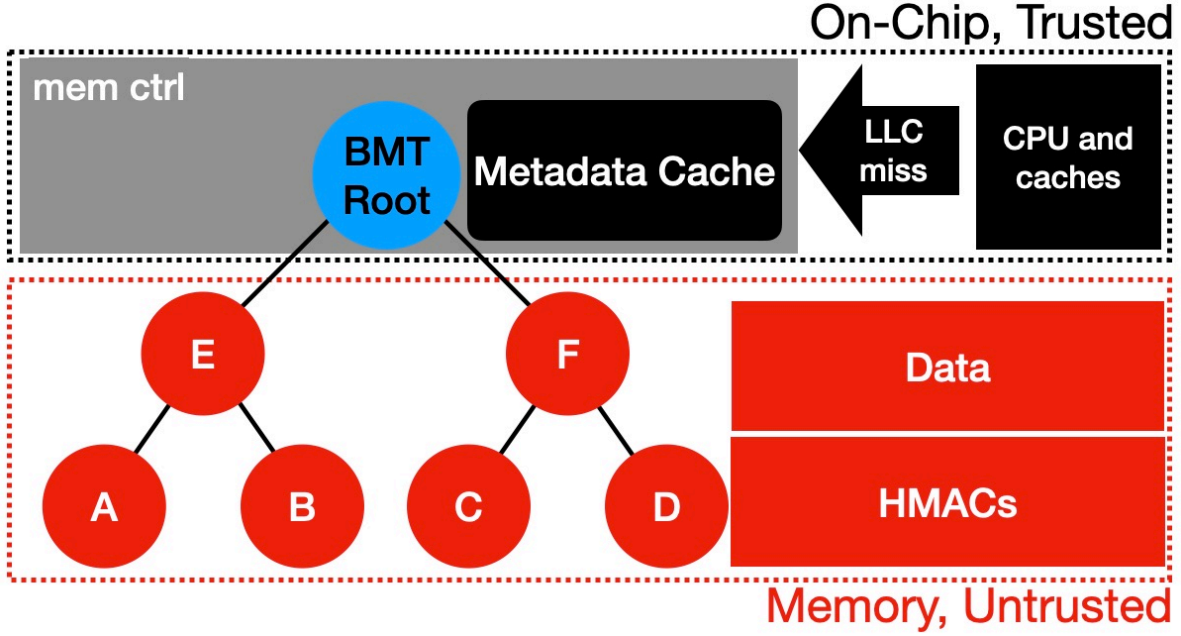 On-Chip, Trusted
mem ctrl
BMT
Root
Metadata Cache
LLC
miss
CPU and
caches
E
F
Data
A
B
C
D
HMACs
Memory, Untrusted